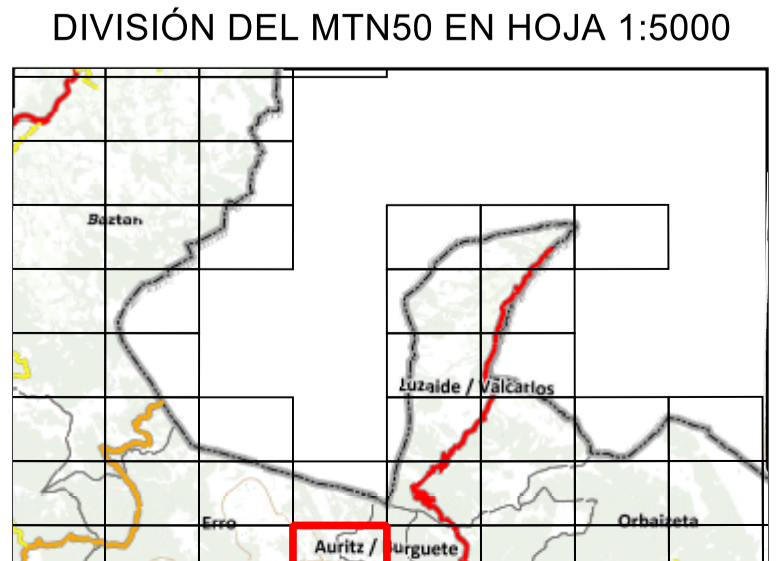 DIVISIÓN DEL MTN50 EN HOJA 1:5000
Baztan
Luzaide / Valcarlos
Erro
Orbaizeta
Auritz / Burguete